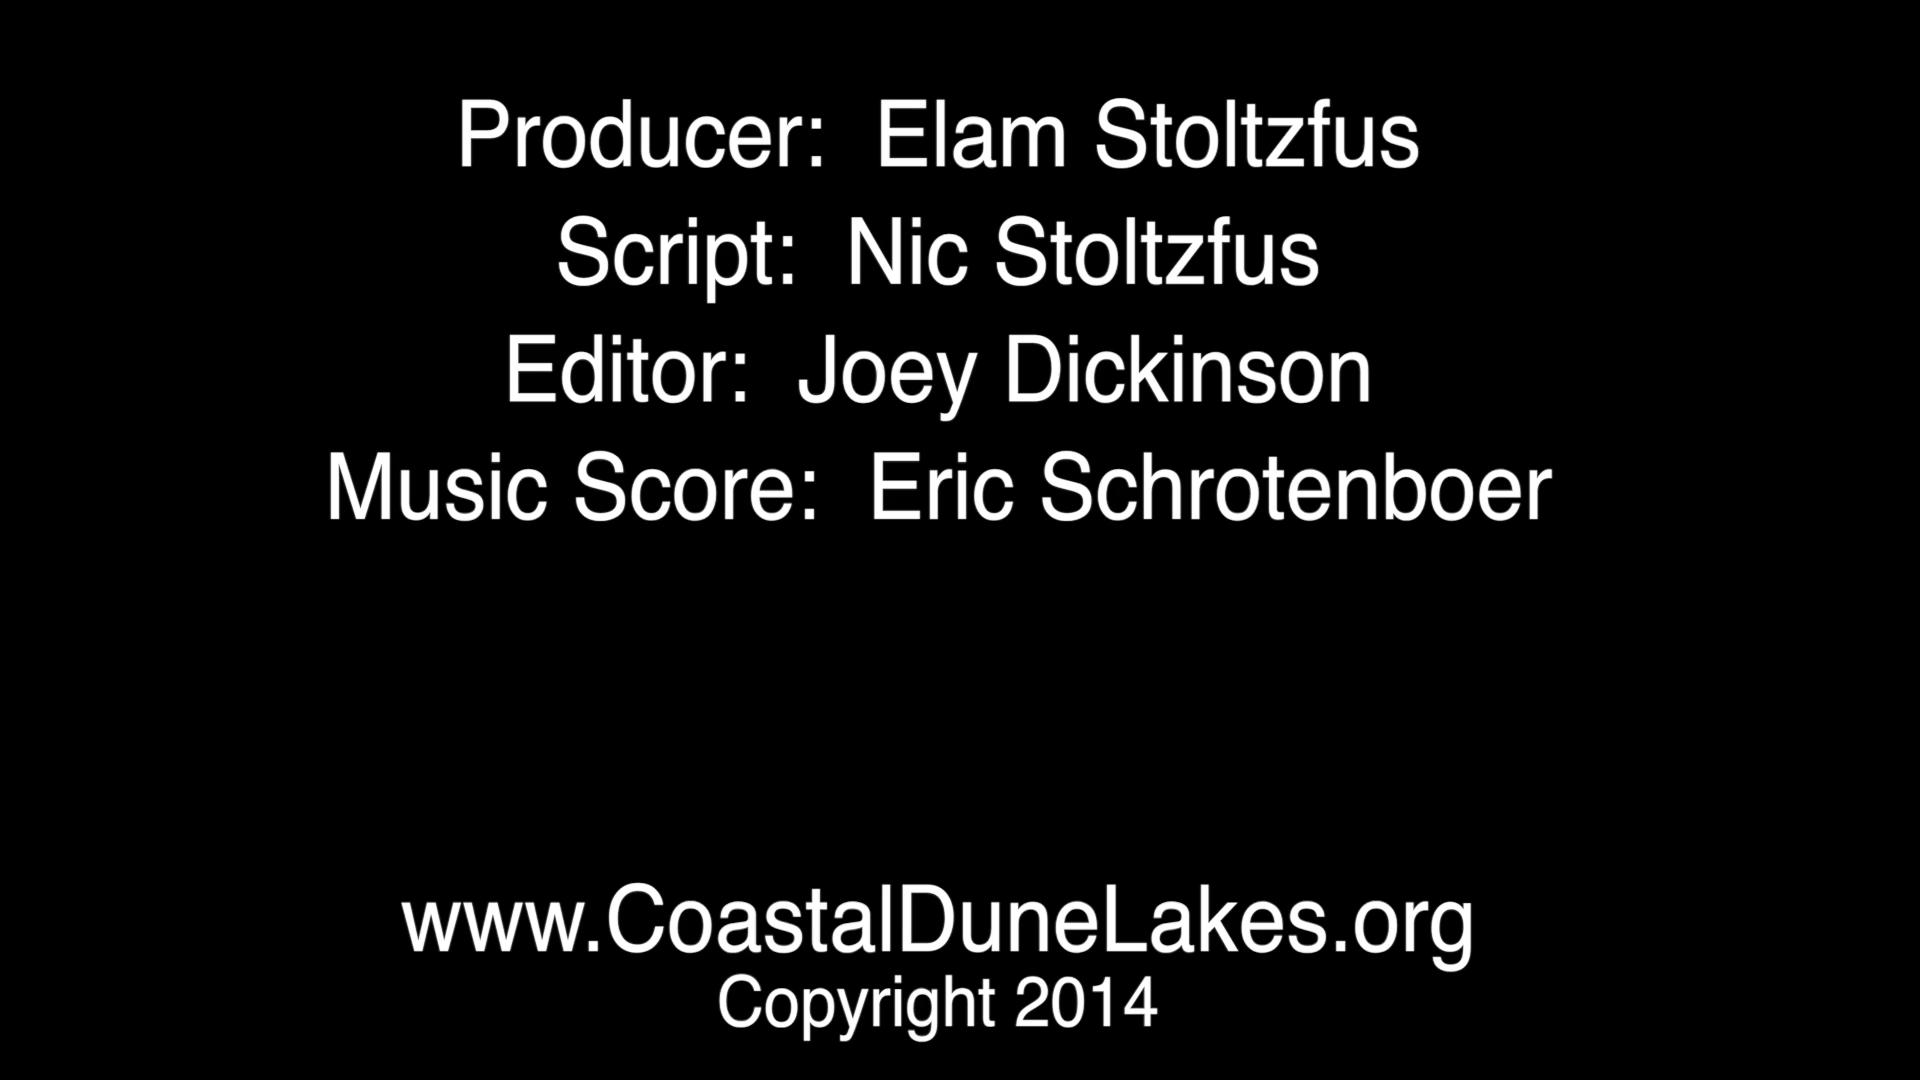 Producer:  Elam Stoltzfus
Script:  Nic Stoltzfus
Editor:  Joey Dickinson
Music Score:  Eric Schrotenboer
www.CoastalDuneLakes.org
Copyright 2014